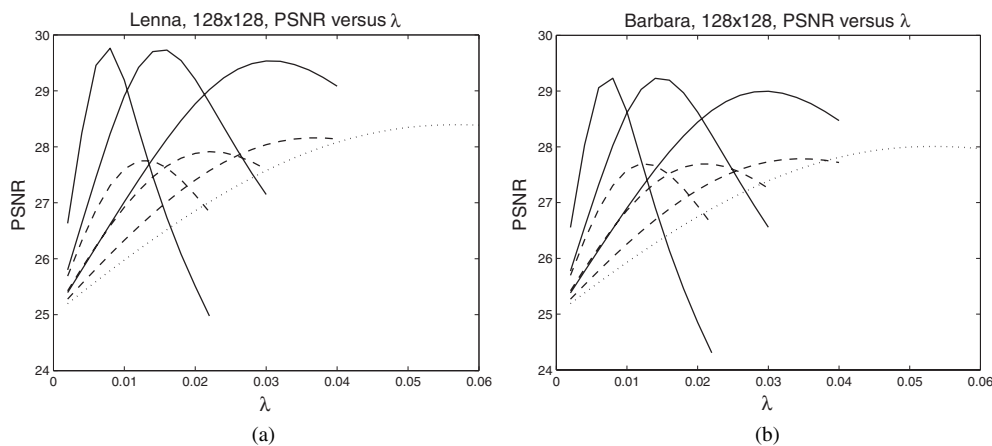 Lenna, 128x128, PSNR versus λ
30
29
28
27
26
25
24
PSNR
0 0.01 0.02 0.03 0.04 0.05 0.06
λ
(a)
Barbara, 128x128, PSNR versus λ
30
29
28
27
26
25
24
PSNR
0 0.01 0.02 0.03 0.04 0.05 0.06
λ
(b)